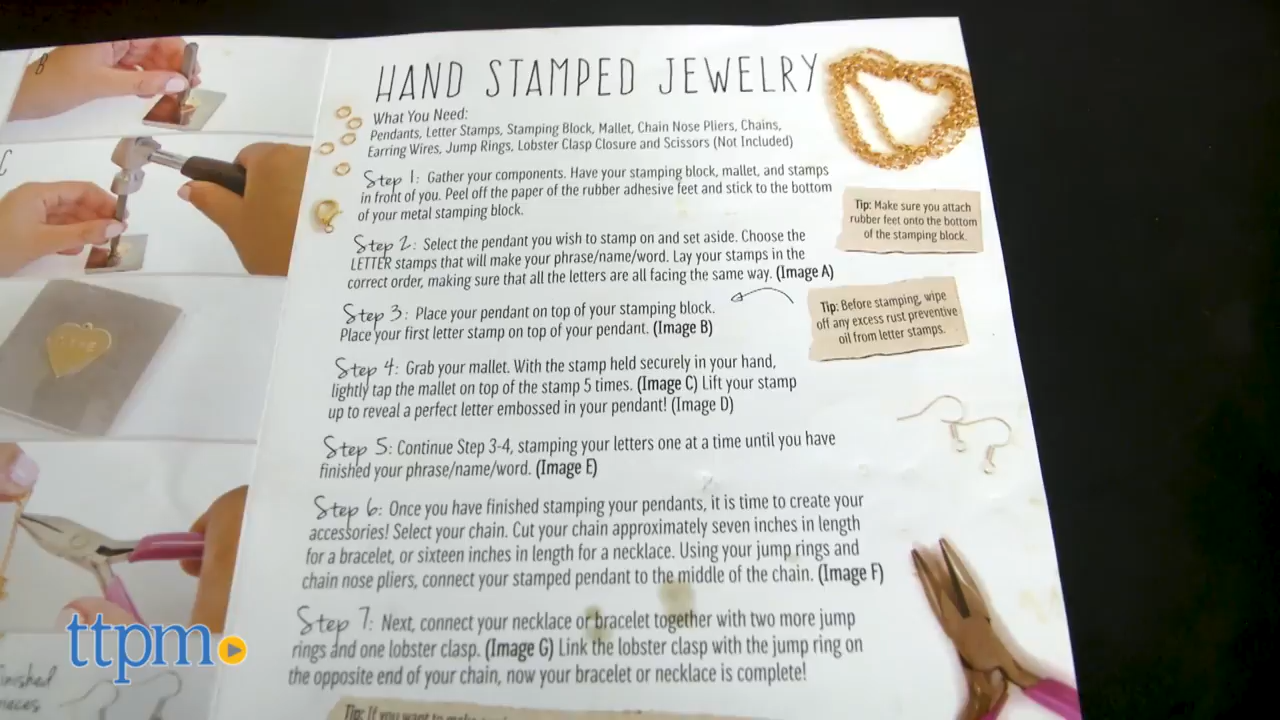 B
C
HAND STAMPED JEWELRY
What You Need:
Pendants, Letter Stamps, Stamping Block, Mallet, Chain Nose Pliers, Chains,
Earring Wires, Jump Rings, Lobster Clasp Closure and Scissors (Not Included)
Step 1: Gather your components. Have your stamping block, mallet, and stamps
in front of you. Peel off the paper of the rubber adhesive feet and stick to the bottom
of your metal stamping block.
Tip: Make sure you attach
rubber feet onto the bottom
of the stamping block.
Step 2: Select the pendant you wish to stamp on and set aside. Choose the
LETTER stamps that will make your phrase/name/word. Lay your stamps in the
correct order, making sure that all the letters are all facing the same way. (Image A)
Step 3: Place your pendant on top of your stamping block.
Place your first letter stamp on top of your pendant. (Image B)
Tip: Before stamping, wipe
off any excess rust preventive
oil from letter stamps.
Step 4: Grab your mallet. With the stamp held securely in your hand,
lightly tap the mallet on top of the stamp 5 times. (Image C) Lift your stamp
up to reveal a perfect letter embossed in your pendant! (Image D)
Step 5: Continue Step 3-4, stamping your letters one at a time until you have
finished your phrase/name/word. (Image E)
Step 6: Once you have finished stamping your pendants, it is time to create your
accessories! Select your chain. Cut your chain approximately seven inches in length
for a bracelet, or sixteen inches in length for a necklace. Using your jump rings and
chain nose pliers, connect your stamped pendant to the middle of the chain. (Image F)
Step 7: Next, connect your necklace or bracelet together with two more jump
rings and one lobster clasp. (Image G) Link the lobster clasp with the jump ring on
the opposite end of your chain, now your bracelet or necklace is complete!
Tip: If you want to
ttpm